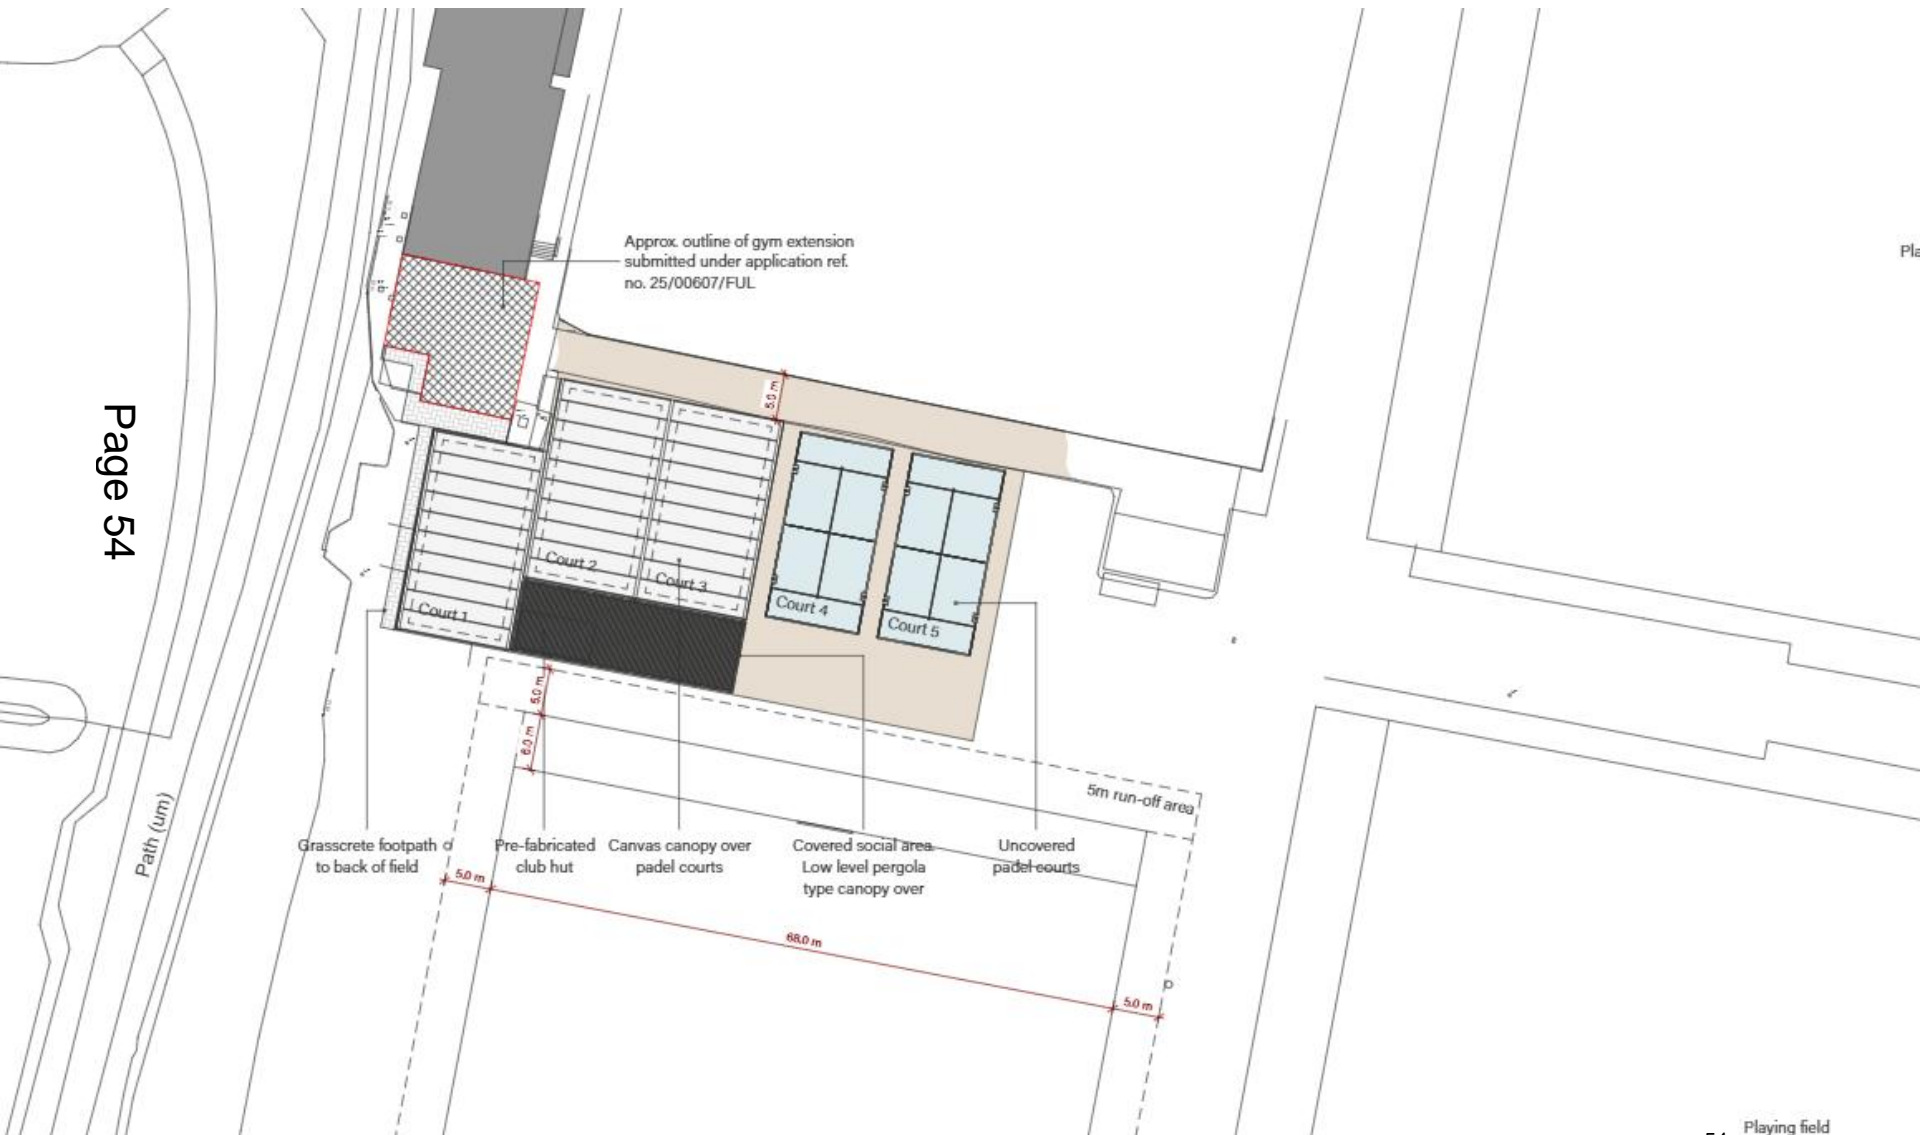 Pla
Approx. outline of gym extension
submitted under application ref.
no. 25/00607/FUL
5.0 m
Page 54
Court 2
Court 3
Court 1
Court 4
Court 5
5.0 m
6.0 m
5m run-off area
Path (um)
Grasscrete footpath
to back of field
Pre-fabricated
club hut
Canvas canopy over
padel courts
Covered social area.
Low level pergola
type canopy over
Uncovered
padel courts
5.0 m
68.0 m
5.0 m
Playing field